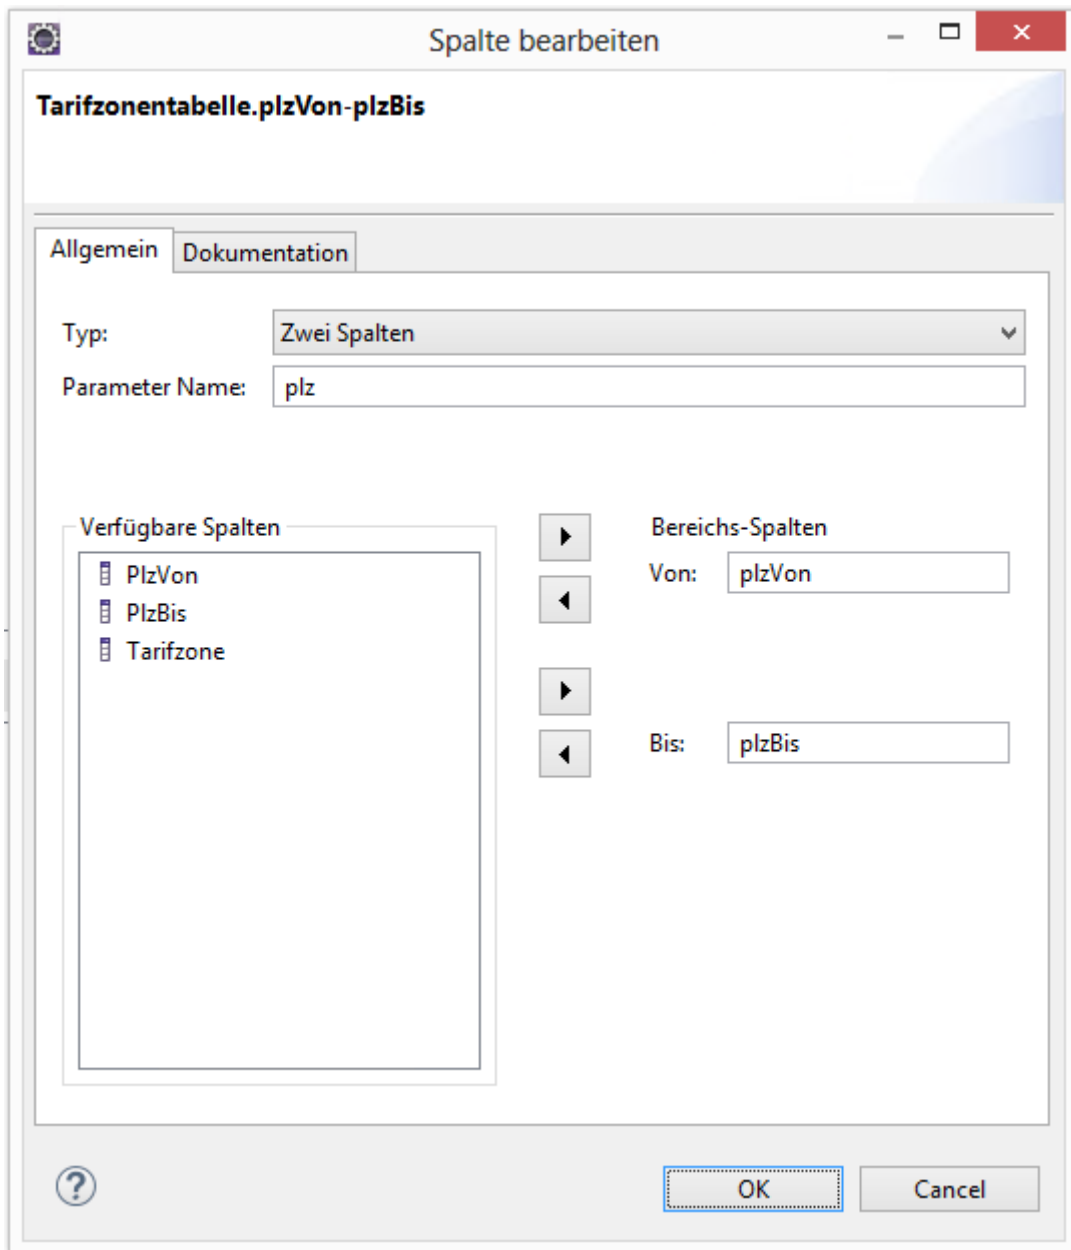 Spalte bearbeiten
Tarifzonentabelle.plzVon-plzBis
Allgemein
Dokumentation
Typ:
Zwei Spalten
Parameter Name:
plz
Verfügbare Spalten
PlzVon
PlzBis
Tarifzone
Bereichs-Spalten
Von:
plzVon
Bis:
plzBis
OK
Cancel